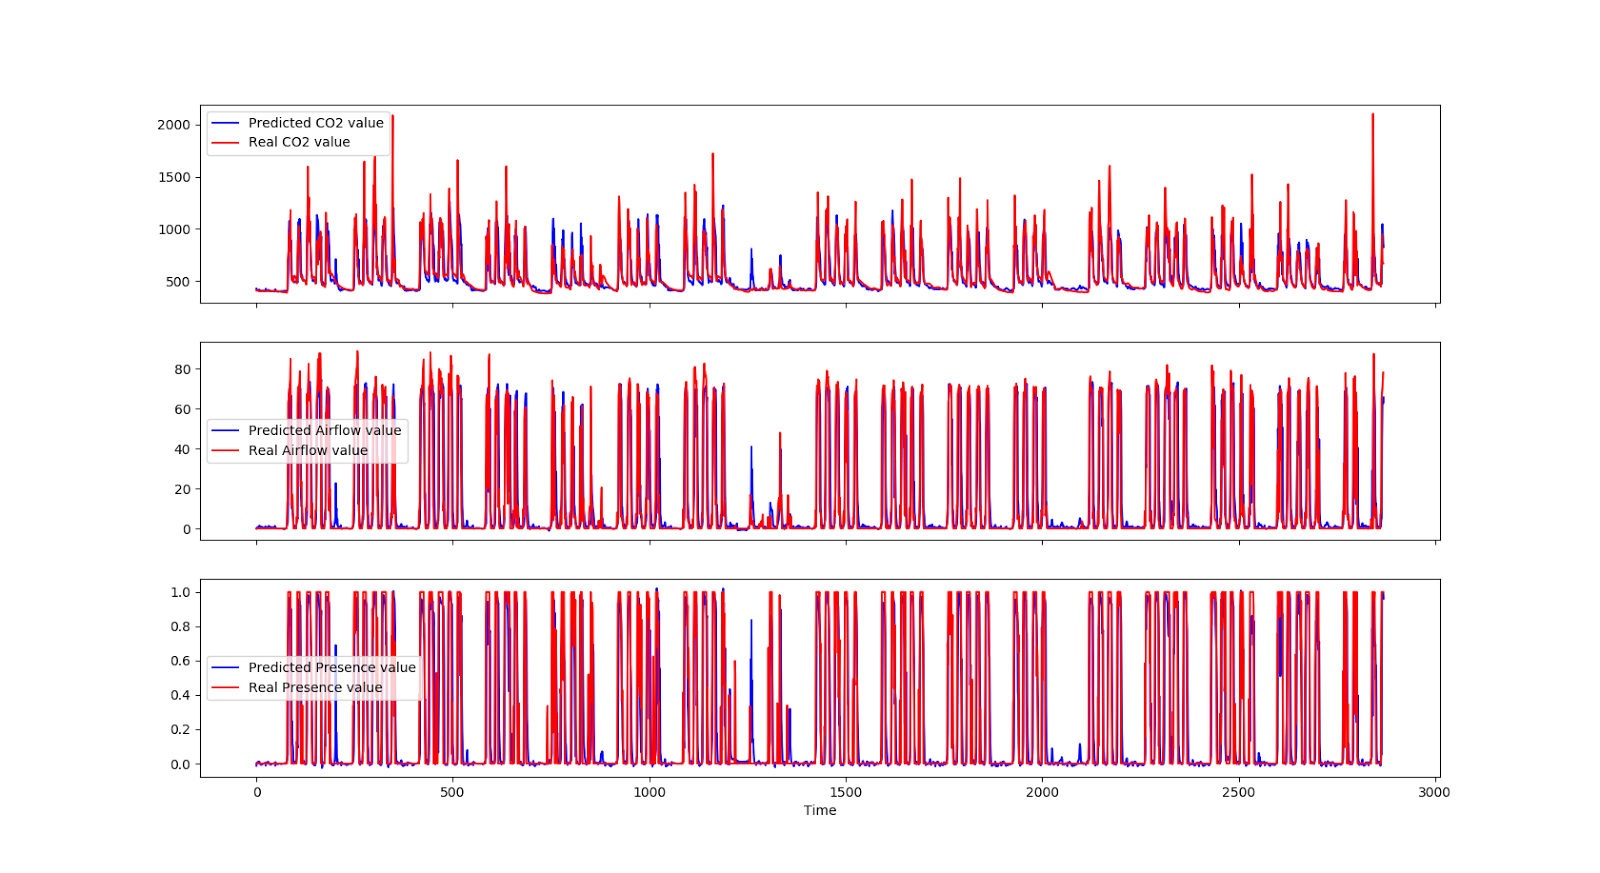 2000
1500
1000
500
Predicted CO2 value
Real CO2 value
80
60
40
20
0
Predicted Airflow value
Real Airflow value
1.0
0.8
0.6
0.4
0.2
0.0
Predicted Presence value
Real Presence value
0 500 1000 1500 2000 2500 3000
Time